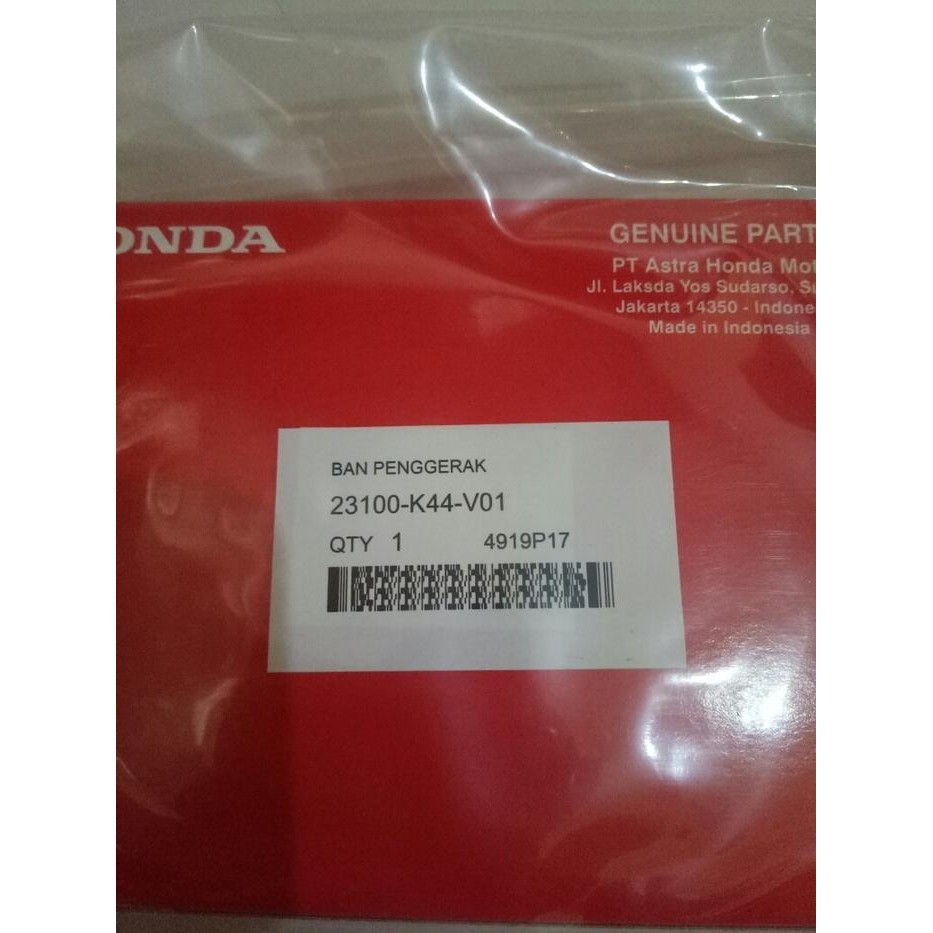 ONDA
GENUINE PART
PT Astra Honda Mot
Jl. Laksda Yos Sudarso, Su
Jakarta 14350 - Indones
Made in Indonesia
BAN PENGGERAK
23100-K44-V01
QTY 1 4919P17